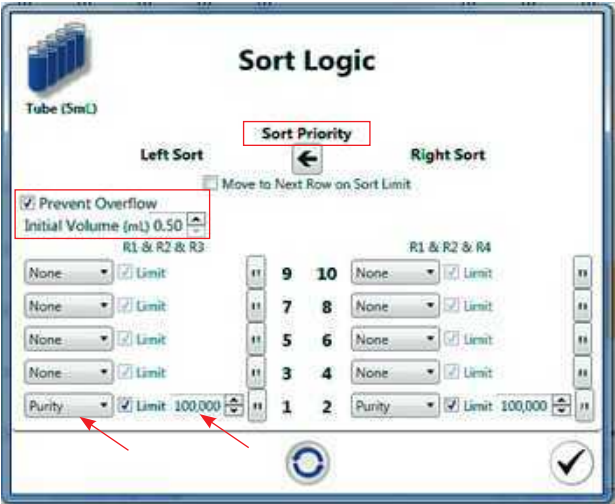 Sort Logic
Tube (5mL)
Sort Priority
Left Sort Right Sort
Move to Next Row on Sort Limit
Prevent Overflow
Initial Volume (mL) 0.50
R1 & R2 & R3 R1 & R2 & R4
None Limit 9 10 None Limit
None Limit 7 8 None Limit
None Limit 5 6 None Limit
None Limit 3 4 None Limit
Purity Limit 100,000 1 2 Purity Limit 100,000